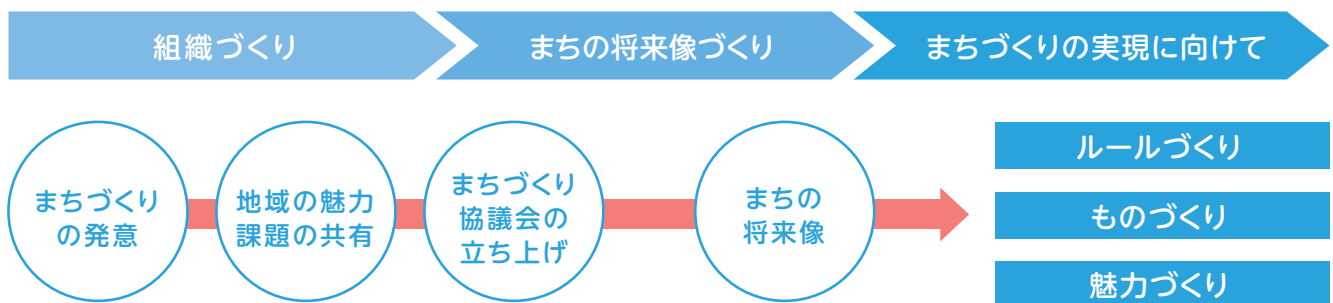 組織づくり
まちの将来像づくり
まちづくりの実現に向けて
まちづくり
の発意
地域の魅力
課題の共有
まちづくり
協議会の
立ち上げ
まちの
将来像
ルールづくり
ものづくり
魅力づくり